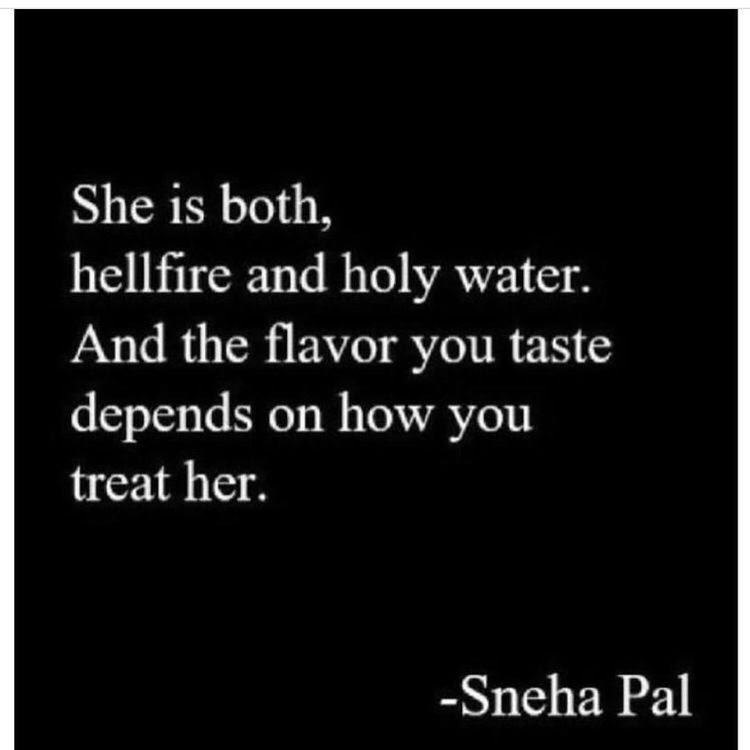 She is both,
hellfire and holy water.
And the flavor you taste
depends on how you
treat her.
-Sneha Pal